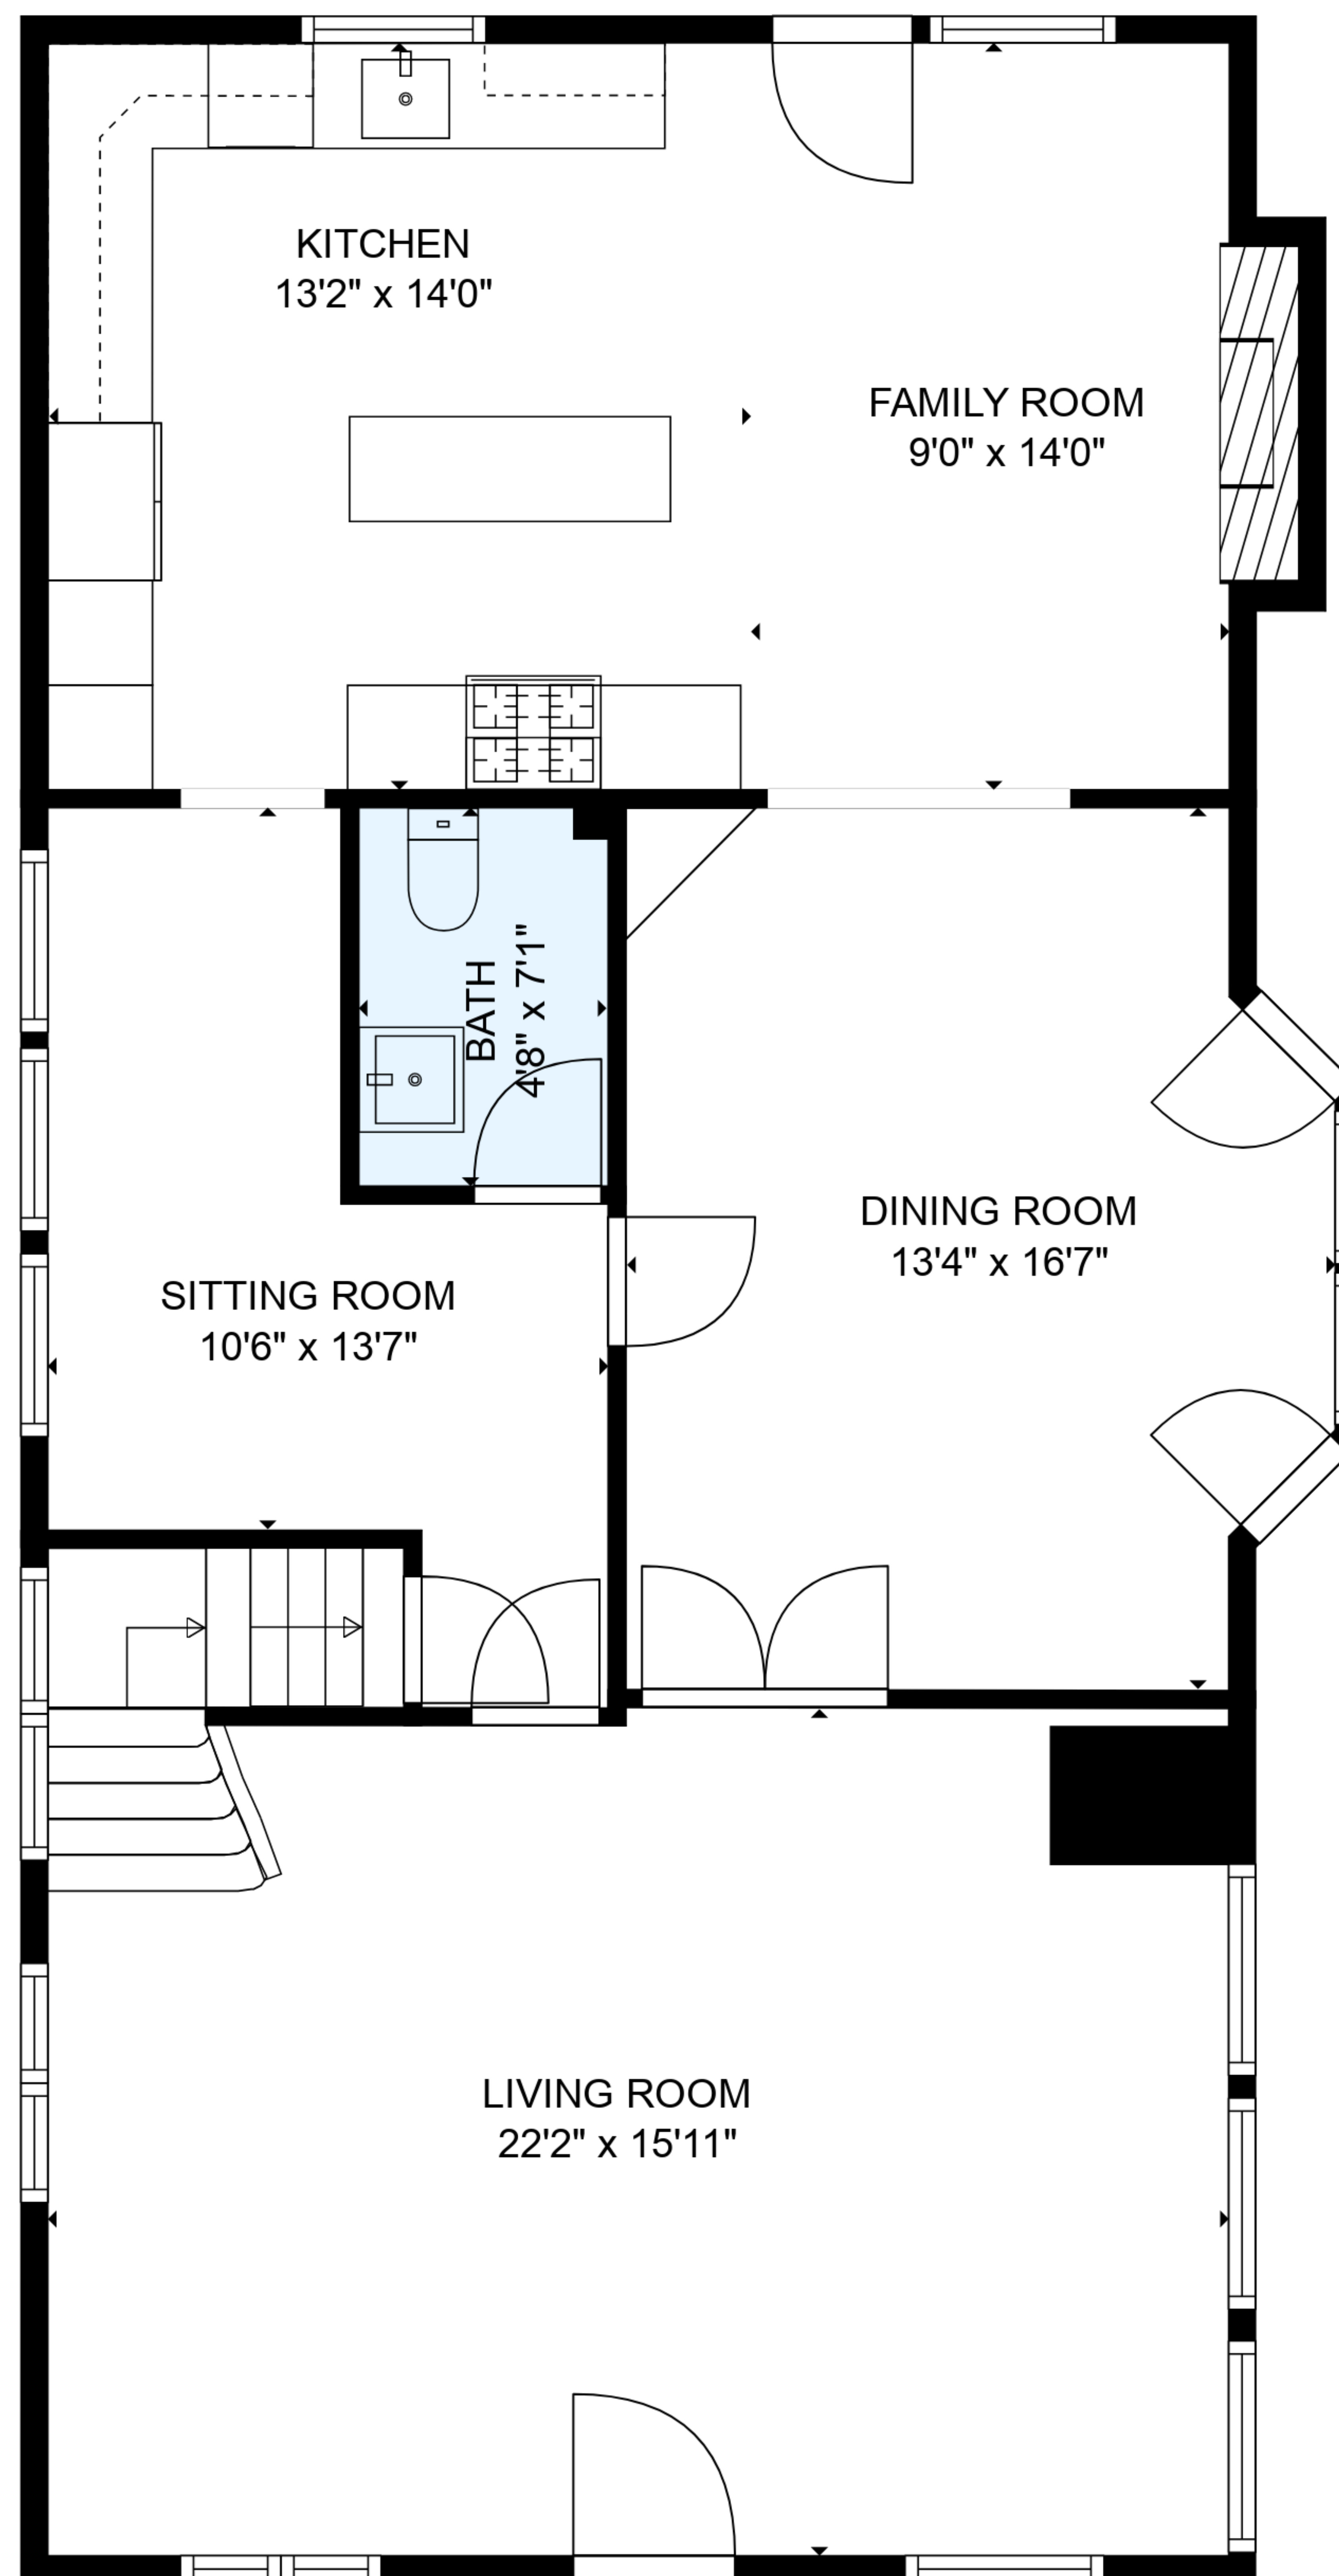 KITCHEN
13'2" x 14'0"
FAMILY ROOM
9'0" x 14'0"
BATH
4'8" x 7'1"
DINING ROOM
13'4" x 16'7"
SITTING ROOM
10'6" x 13'7"
LIVING ROOM
22'2" x 15'11"